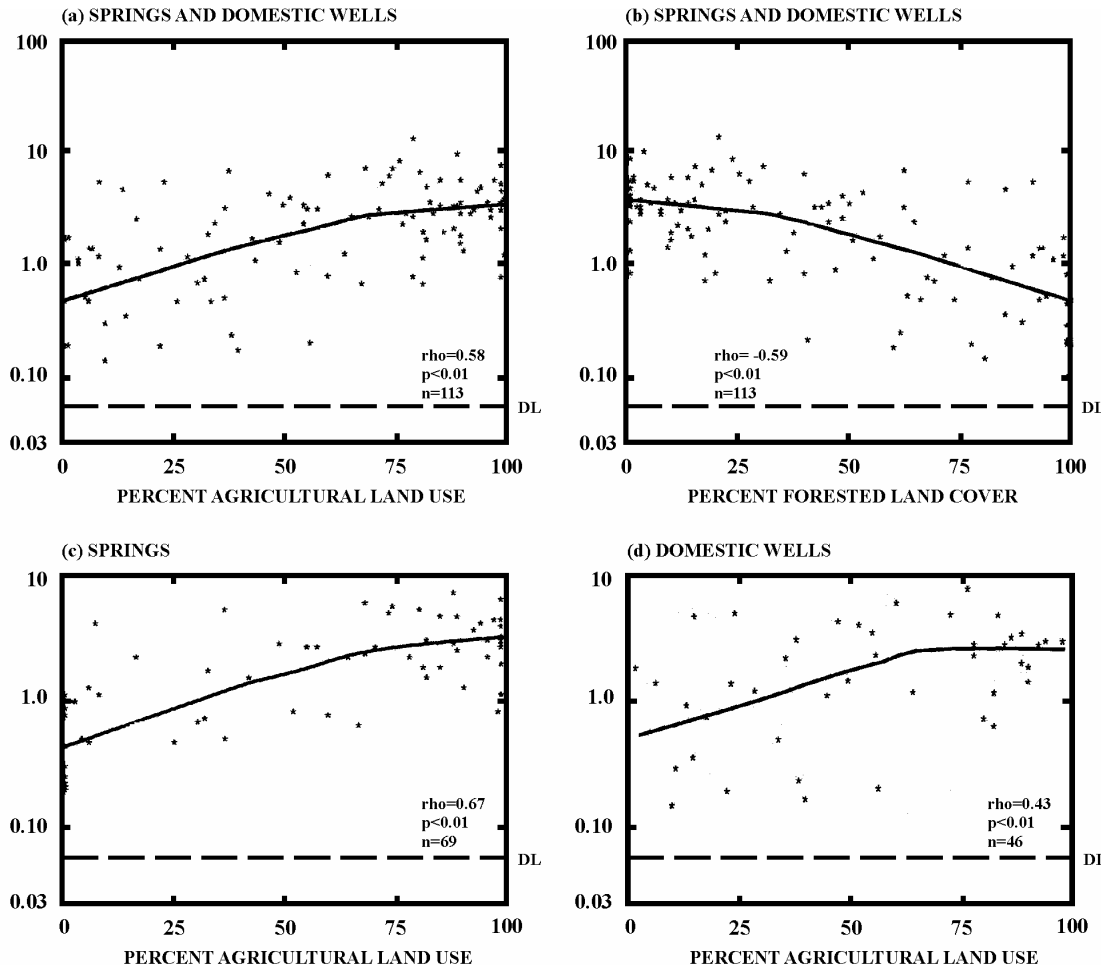 (a) SPRINGS AND DOMESTIC WELLS
100
10
1.0
0.10
0.03
rho=0.58
p<0.01
n=113
DL
0 25 50 75 100
PERCENT AGRICULTURAL LAND USE
(b) SPRINGS AND DOMESTIC WELLS
100
10
1.0
0.10
0.03
rho= -0.59
p<0.01
n=113
DL
0 25 50 75 100
PERCENT FORESTED LAND COVER
(c) SPRINGS
10
1.0
0.10
0.03
rho=0.67
p<0.01
n=69
DL
0 25 50 75 100
PERCENT AGRICULTURAL LAND USE
(d) DOMESTIC WELLS
10
1.0
0.10
0.03
rho=0.43
p<0.01
n=46
DL
0 25 50 75 100
PERCENT AGRICULTURAL LAND USE